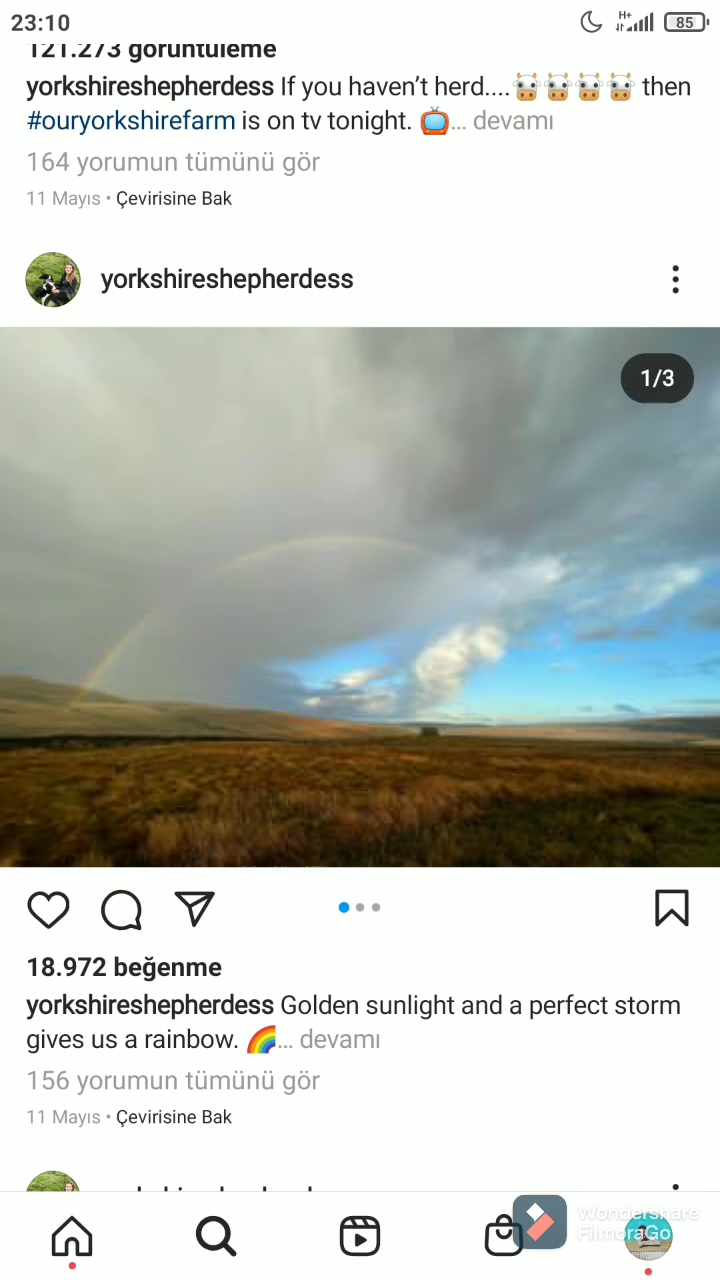 23:10
H+
85
121.273 görüntüleme
yorkshireshepherdess If you haven't herd....🐮🐮🐮🐮 then
#ouryorkshirefarm is on tv tonight. 📺... devamı
164 yorumun tümünü gör
11 Mayıs • Çevirisine Bak
yorkshireshepherdess
1/3
18.972 beğenme
yorkshireshepherdess Golden sunlight and a perfect storm
gives us a rainbow. 🌈... devamı
156 yorumun tümünü gör
11 Mayıs • Çevirisine Bak
Wondershare
FilmoraGo